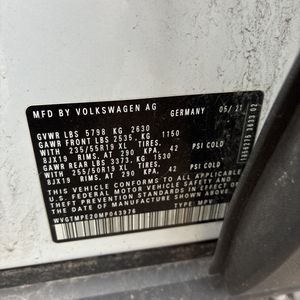 MFD BY VOLKSWAGEN AG GERMANY 05/21
GVWR LBS 5798 KG 2630
GAWR FRONT LBS 2535, KG 1150
WITH 235/55R19 XL TIRES,
8JX19 RIMS, AT 290 KPA, 42 PSI COLD
GAWR REAR LBS 3373, KG 1530
WITH 255/50R19 XL TIRES,
8JX19 RIMS, AT 290 KPA, 42 PSI COLD
THIS VEHICLE CONFORMS TO ALL APPLICABLE
U.S. FEDERAL MOTOR VEHICLE SAFETY
STANDARDS IN EFFECT ON THE
DATE OF MANUFACTURE SHOWN ABOVE.
WVGTMPE20MP043976 TYPE: MPV